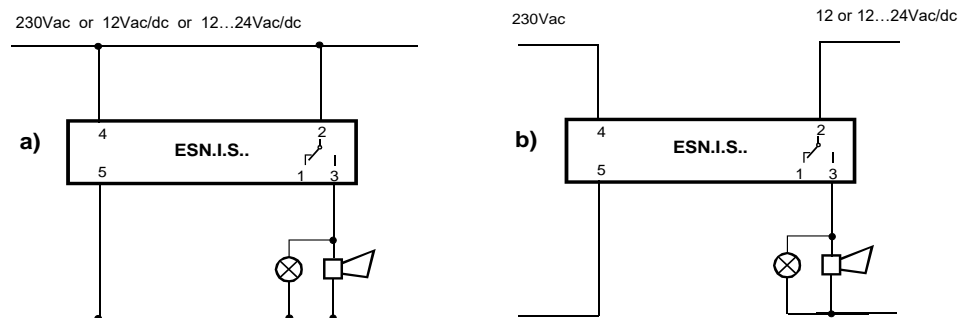 230Vac or 12Vac/dc or 12…24Vac/dc
a)
4
2
ESN.I.S..
5
1
3
230Vac
12 or 12…24Vac/dc
b)
4
2
ESN.I.S..
5
1
3